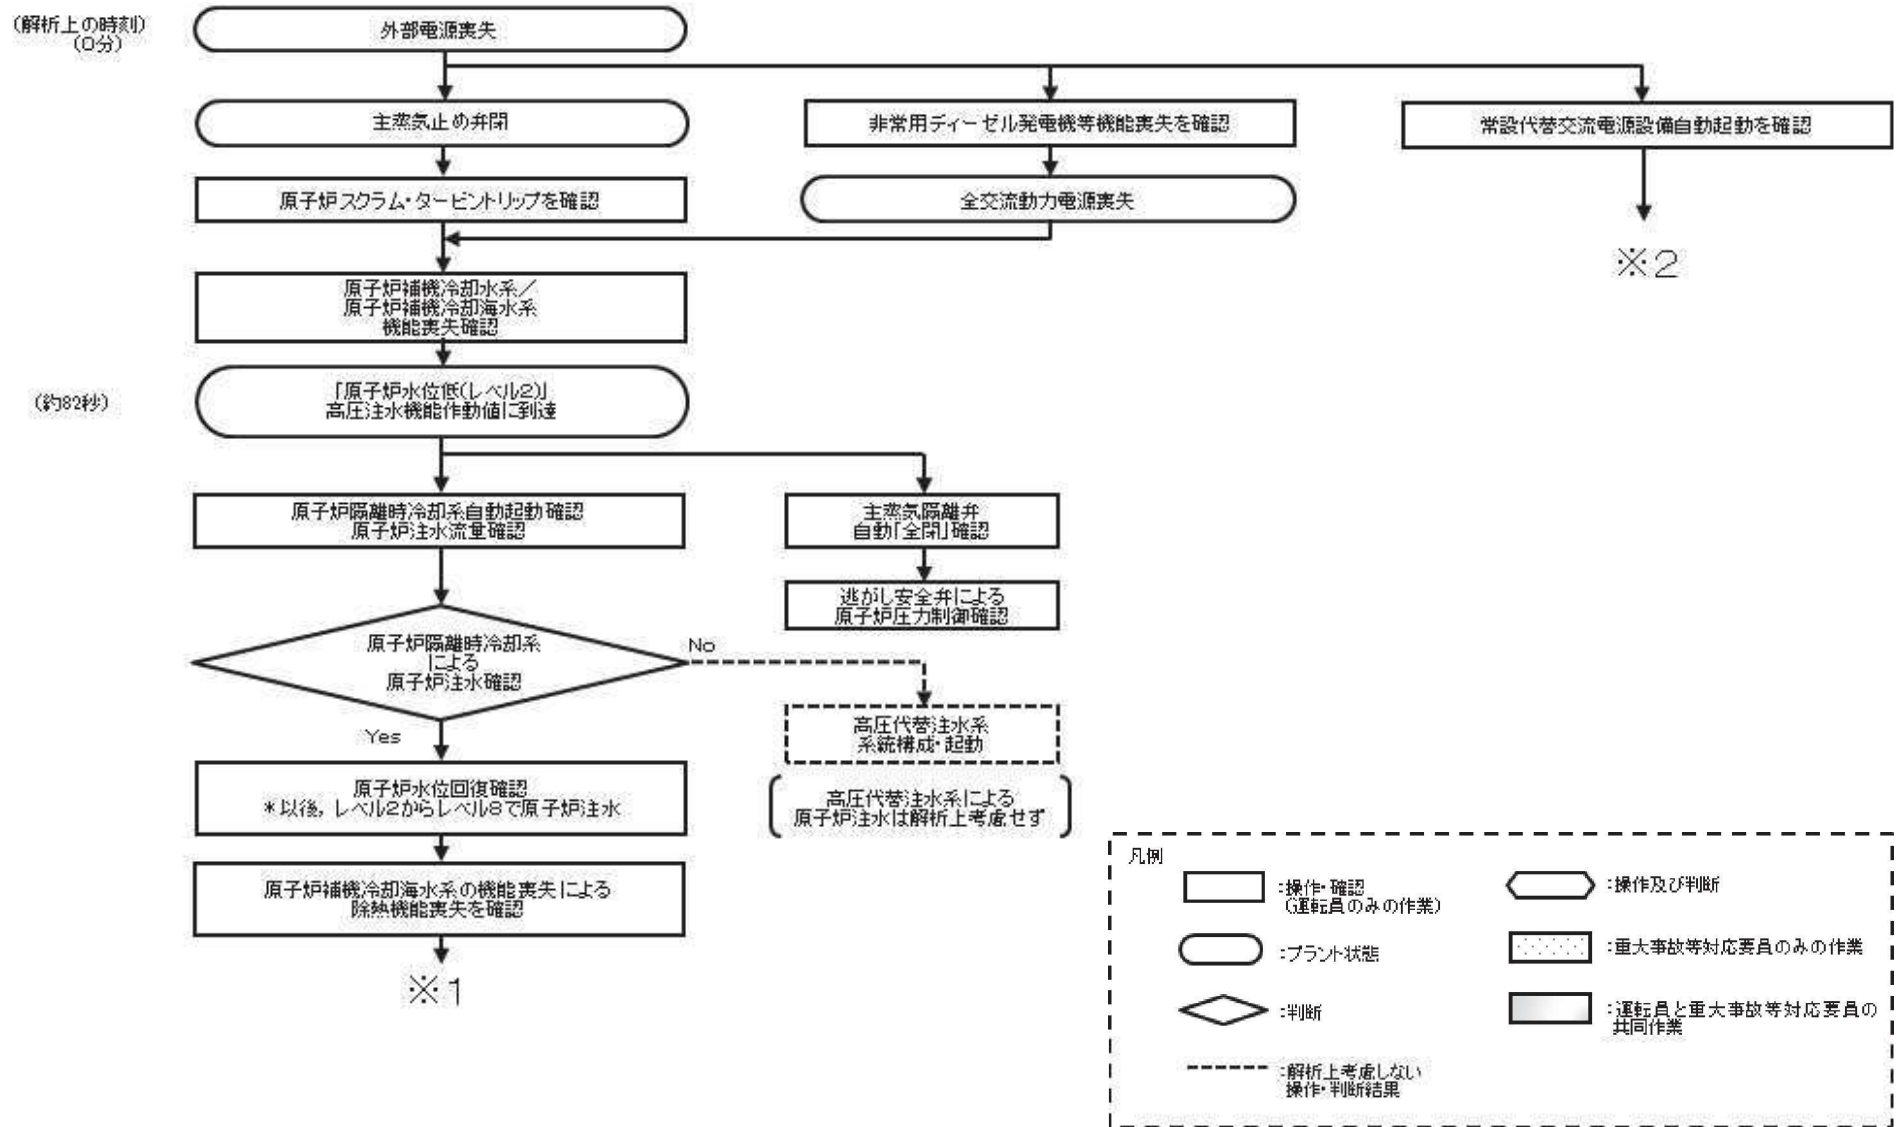 (解析上の時刻)
(0分)
外部電源喪失
主蒸気止め弁閉
非常用ディーゼル発電機等機能喪失を確認
常設代替交流電源設備自動起動を確認
原子炉スクラム・タービントリップを確認
全交流動力電源喪失
※2
原子炉補機冷却水系/
原子炉補機冷却海水系
機能喪失確認
(約82秒)
「原子炉水位低(レベル2)」
高圧注水機能作動値に到達
原子炉隔離時冷却系自動起動確認
原子炉注水流量確認
主蒸気隔離弁
自動「全閉」確認
逃がし安全弁による
原子炉圧力制御確認
原子炉隔離時冷却系
による
原子炉注水確認
No
Yes
高圧代替注水系
系統構成・起動
高圧代替注水系による
原子炉注水は解析上考慮せず
原子炉水位回復確認
*以後,レベル2からレベル8で原子炉注水
原子炉補機冷却海水系の機能喪失による
除熱機能喪失を確認
※1
凡例
:操作・確認
(運転員のみの作業)
:操作及び判断
:プラント状態
:重大事故等対応要員のみの作業
:判断
:運転員と重大事故等対応要員の
共同作業
:解析上考慮しない
操作・判断結果